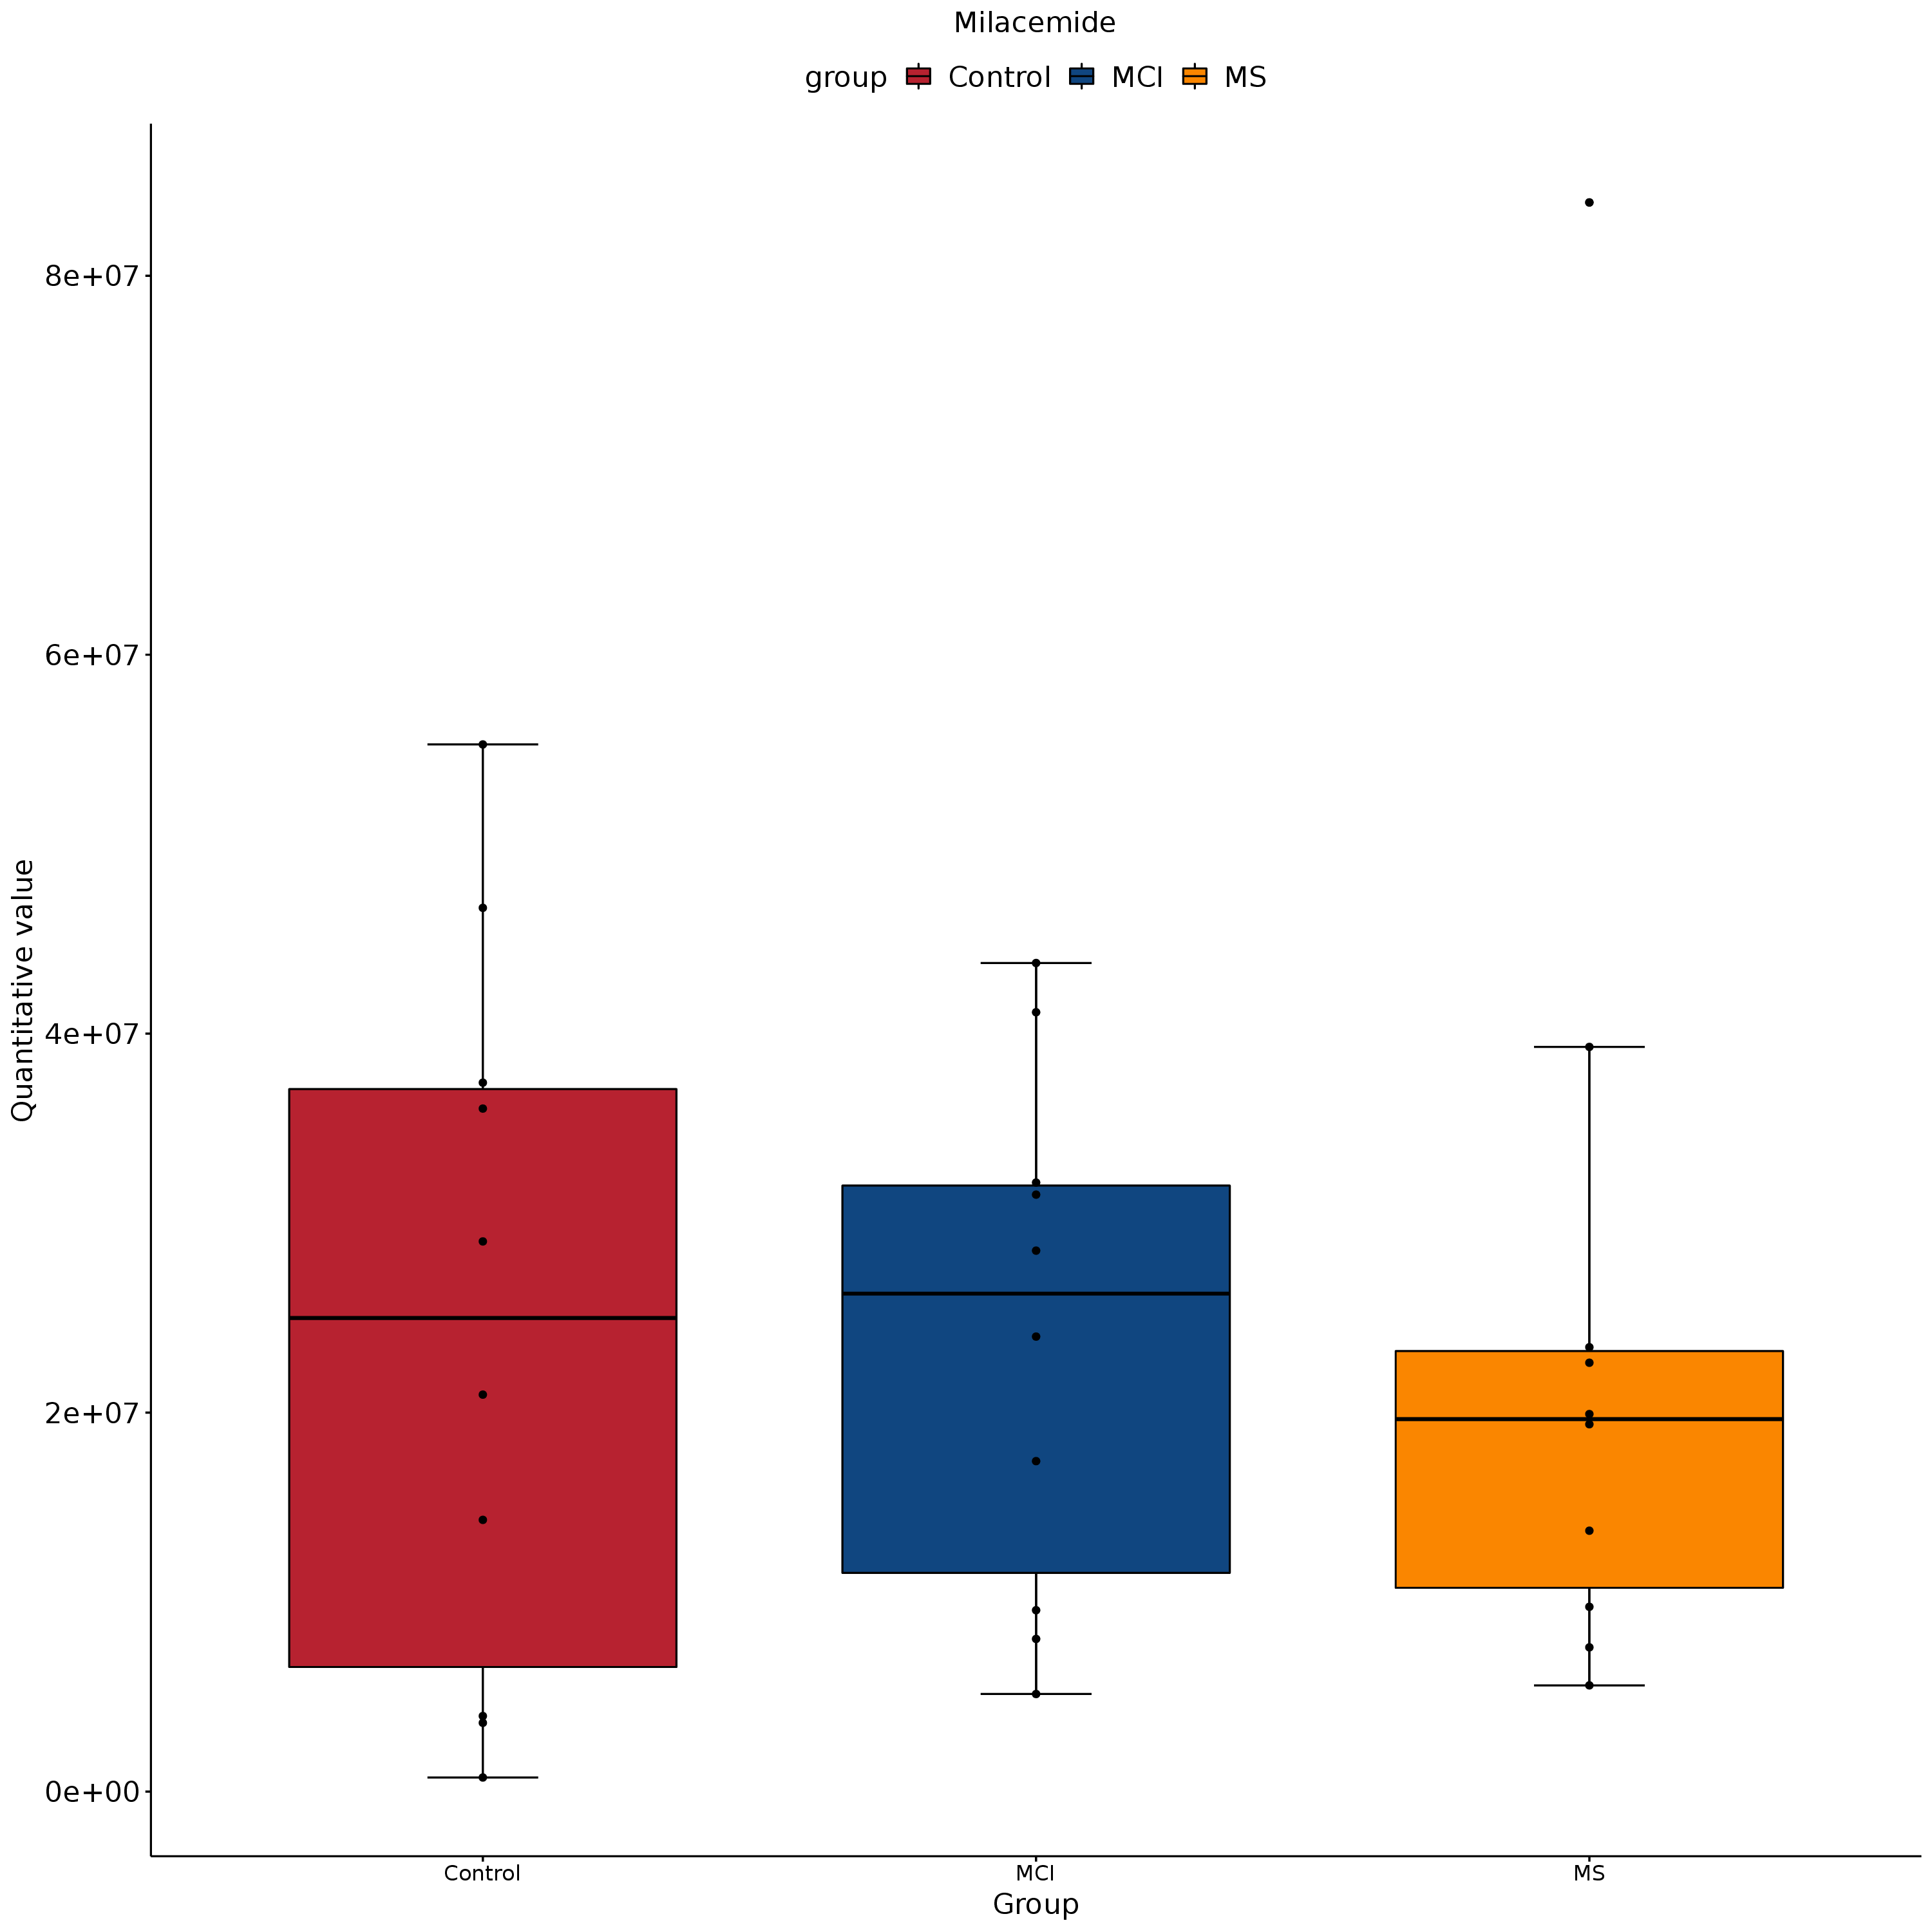 Milacemide
group Control MCI MS
Quantitative value
8e+07
6e+07
4e+07
2e+07
0e+00
Control MCI MS
Group